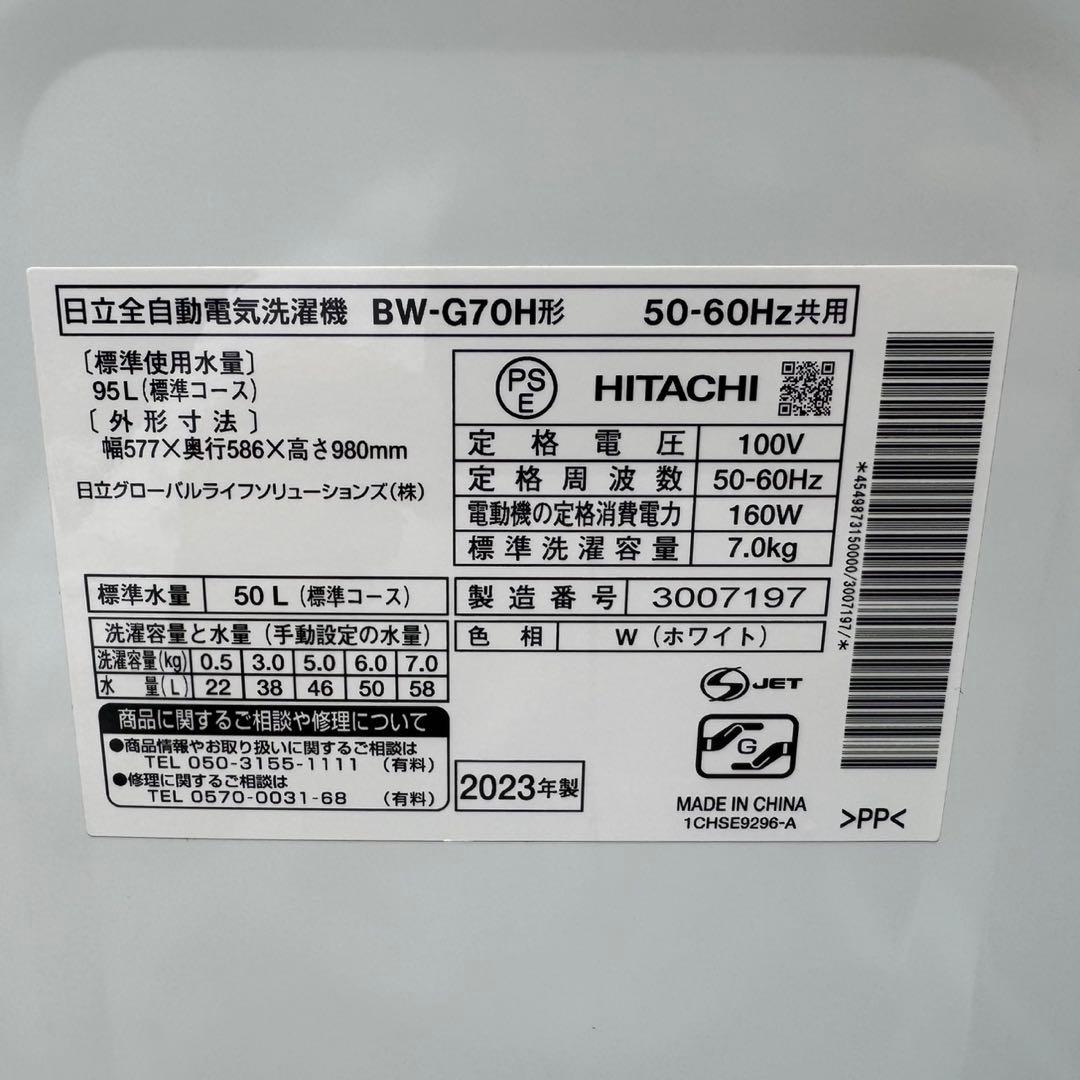 日立全自動電気洗濯機 BW-G70H形 50-60Hz共用
〔標準使用水量〕
95L(標準コース)
〔外形寸法〕
幅577×奥行586×高さ980mm
日立グローバルライフソリューションズ(株)
PS E HITACHI
定格電圧 100V
定格周波数 50-60Hz
電動機の定格消費電力 160W
標準洗濯容量 7.0kg
標準水量 50L(標準コース)
洗濯容量と水量(手動設定の水量)
洗濯容量(kg) 0.5 3.0 5.0 6.0 7.0
水量(L) 22 38 46 50 58
製造番号 3007197
色相 W(ホワイト)
商品に関するご相談や修理について
●商品情報やお取り扱いに関するご相談は
TEL 050-3155-1111 (有料)
●修理に関するご相談は
TEL 0570-0031-68 (有料)
2023年製
S JET
G
MADE IN CHINA
1CHSE9296-A
>PP<
*4549873150000/3007197/*